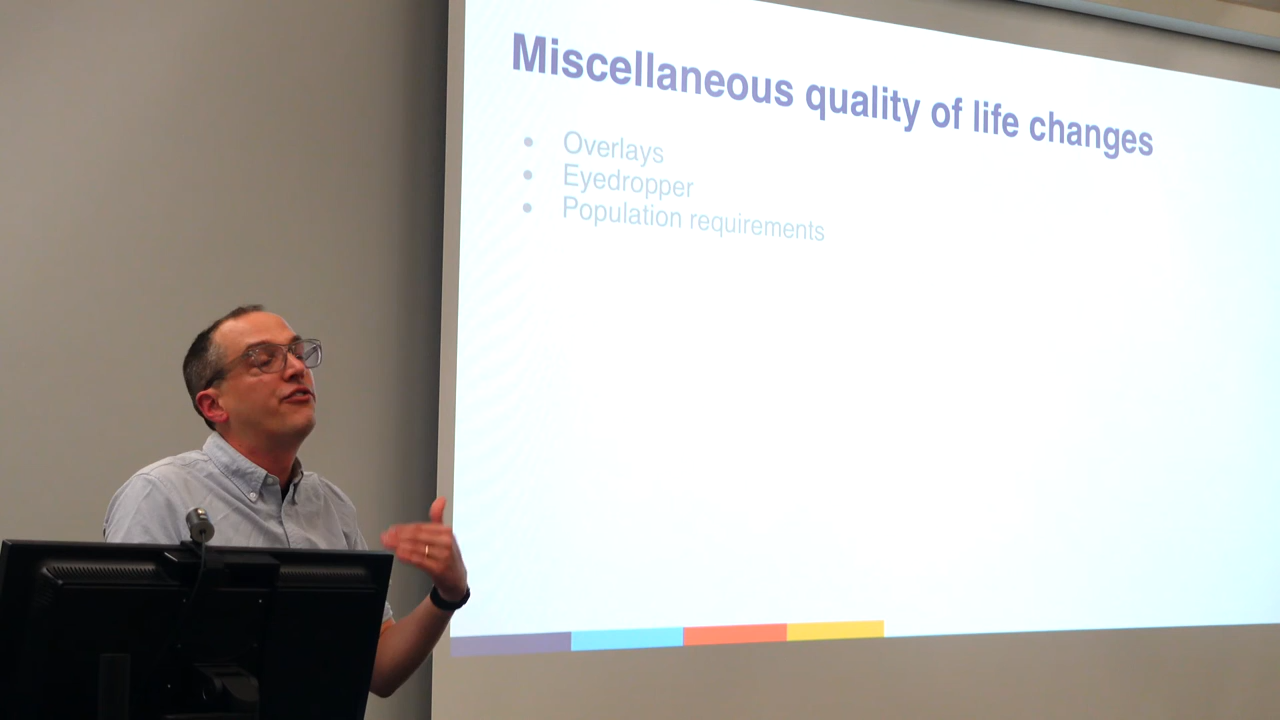 Miscellaneous quality of life changes
Overlays
Eyedropper
Population requirements